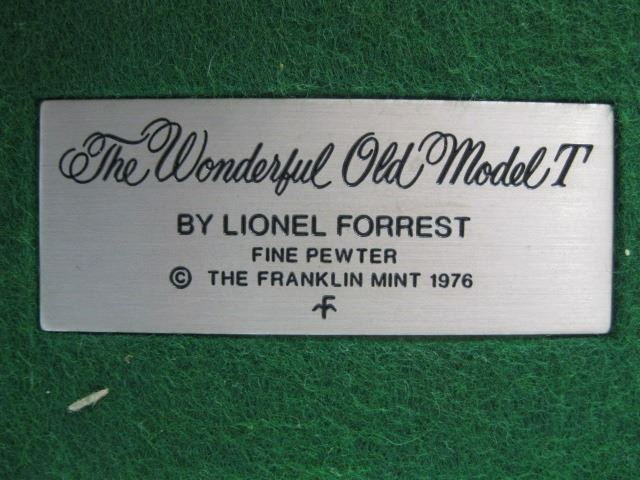 The Wonderful Old Model T
BY LIONEL FORREST
FINE PEWTER
© THE FRANKLIN MINT 1976